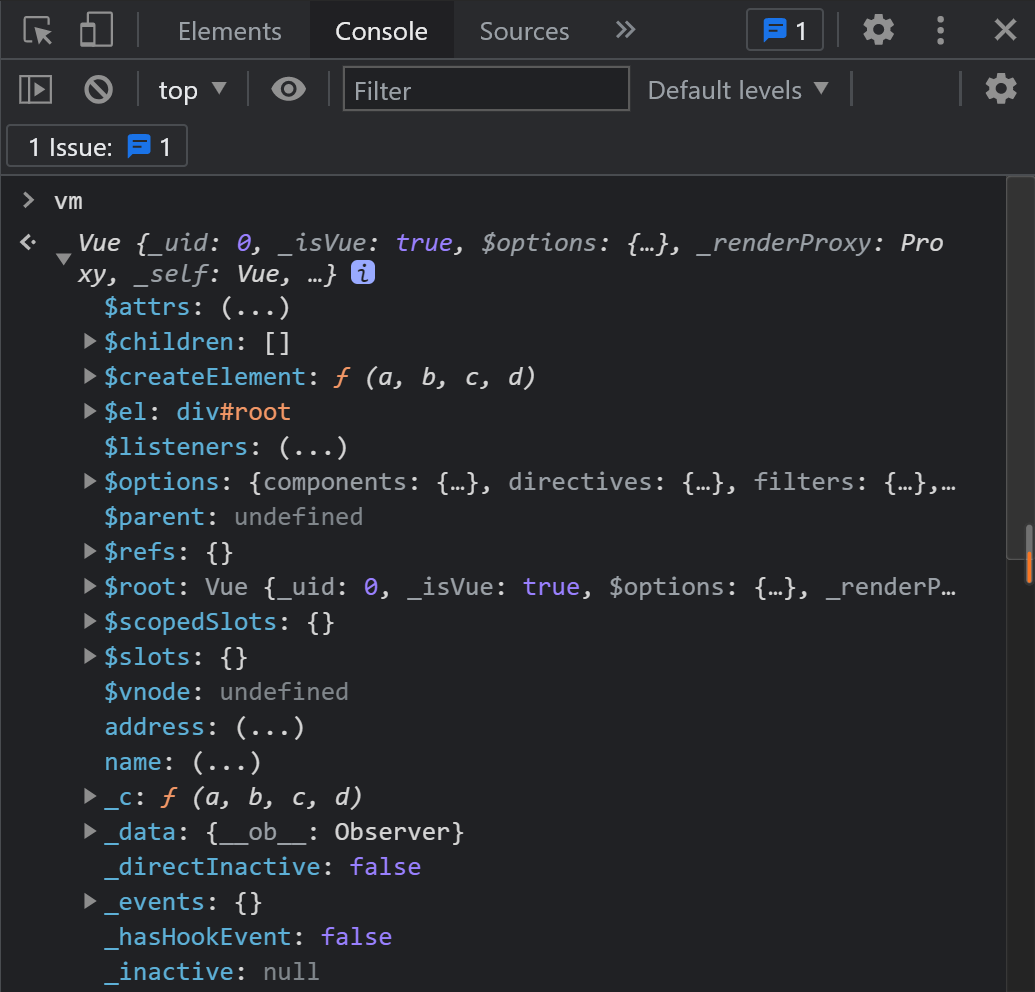 Elements Console Sources 1
top Filter Default levels
1 Issue: 1
vm
Vue {_uid: 0, _isVue: true, $options: {…}, _renderProxy: Pro
xy, _self: Vue, …} i
$attrs: (...)
$children: []
$createElement: ƒ (a, b, c, d)
$el: div#root
$listeners: (...)
$options: {components: {…}, directives: {…}, filters: {…},…
$parent: undefined
$refs: {}
$root: Vue {_uid: 0, _isVue: true, $options: {…}, _renderP…
$scopedSlots: {}
$slots: {}
$vnode: undefined
address: (...)
name: (...)
_c: ƒ (a, b, c, d)
_data: {__ob__: Observer}
_directInactive: false
_events: {}
_hasHookEvent: false
_inactive: null